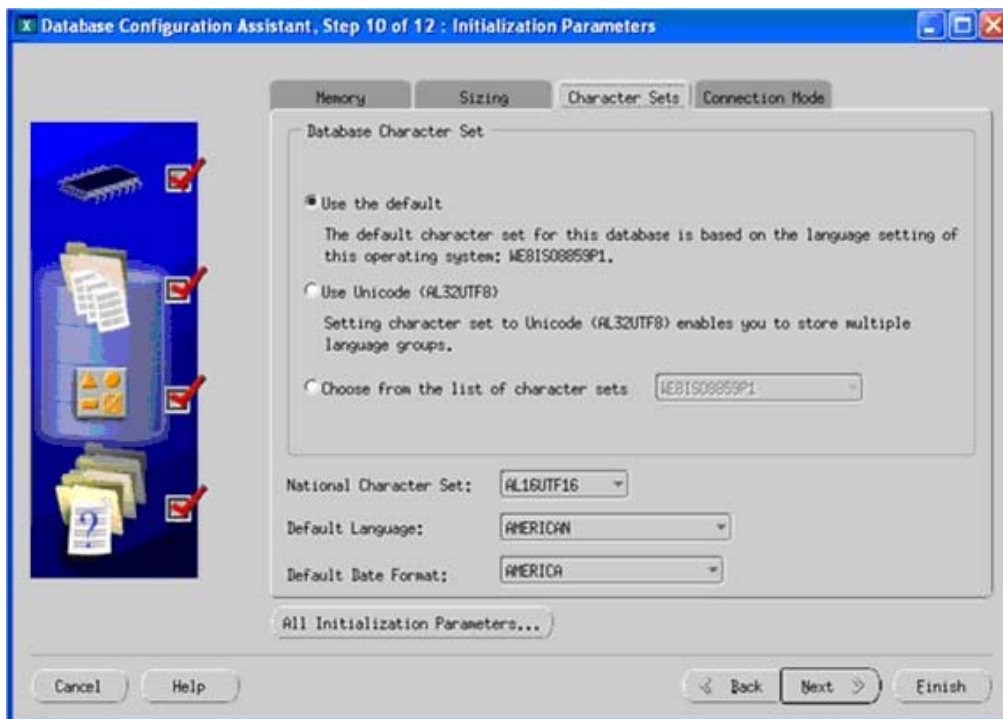 Database Configuration Assistant, Step 10 of 12 : Initialization Parameters
Memory Sizing Character Sets Connection Mode
Database Character Set
Use the default
The default character set for this database is based on the language setting of
this operating system: WE8ISO8859P1.
Use Unicode (AL32UTF8)
Setting character set to Unicode (AL32UTF8) enables you to store multiple
language groups.
Choose from the list of character sets WE8ISO8859P1
National Character Set: AL16UTF16
Default Language: AMERICAN
Default Date Format: AMERICA
All Initialization Parameters...
Cancel Help Back Next Finish